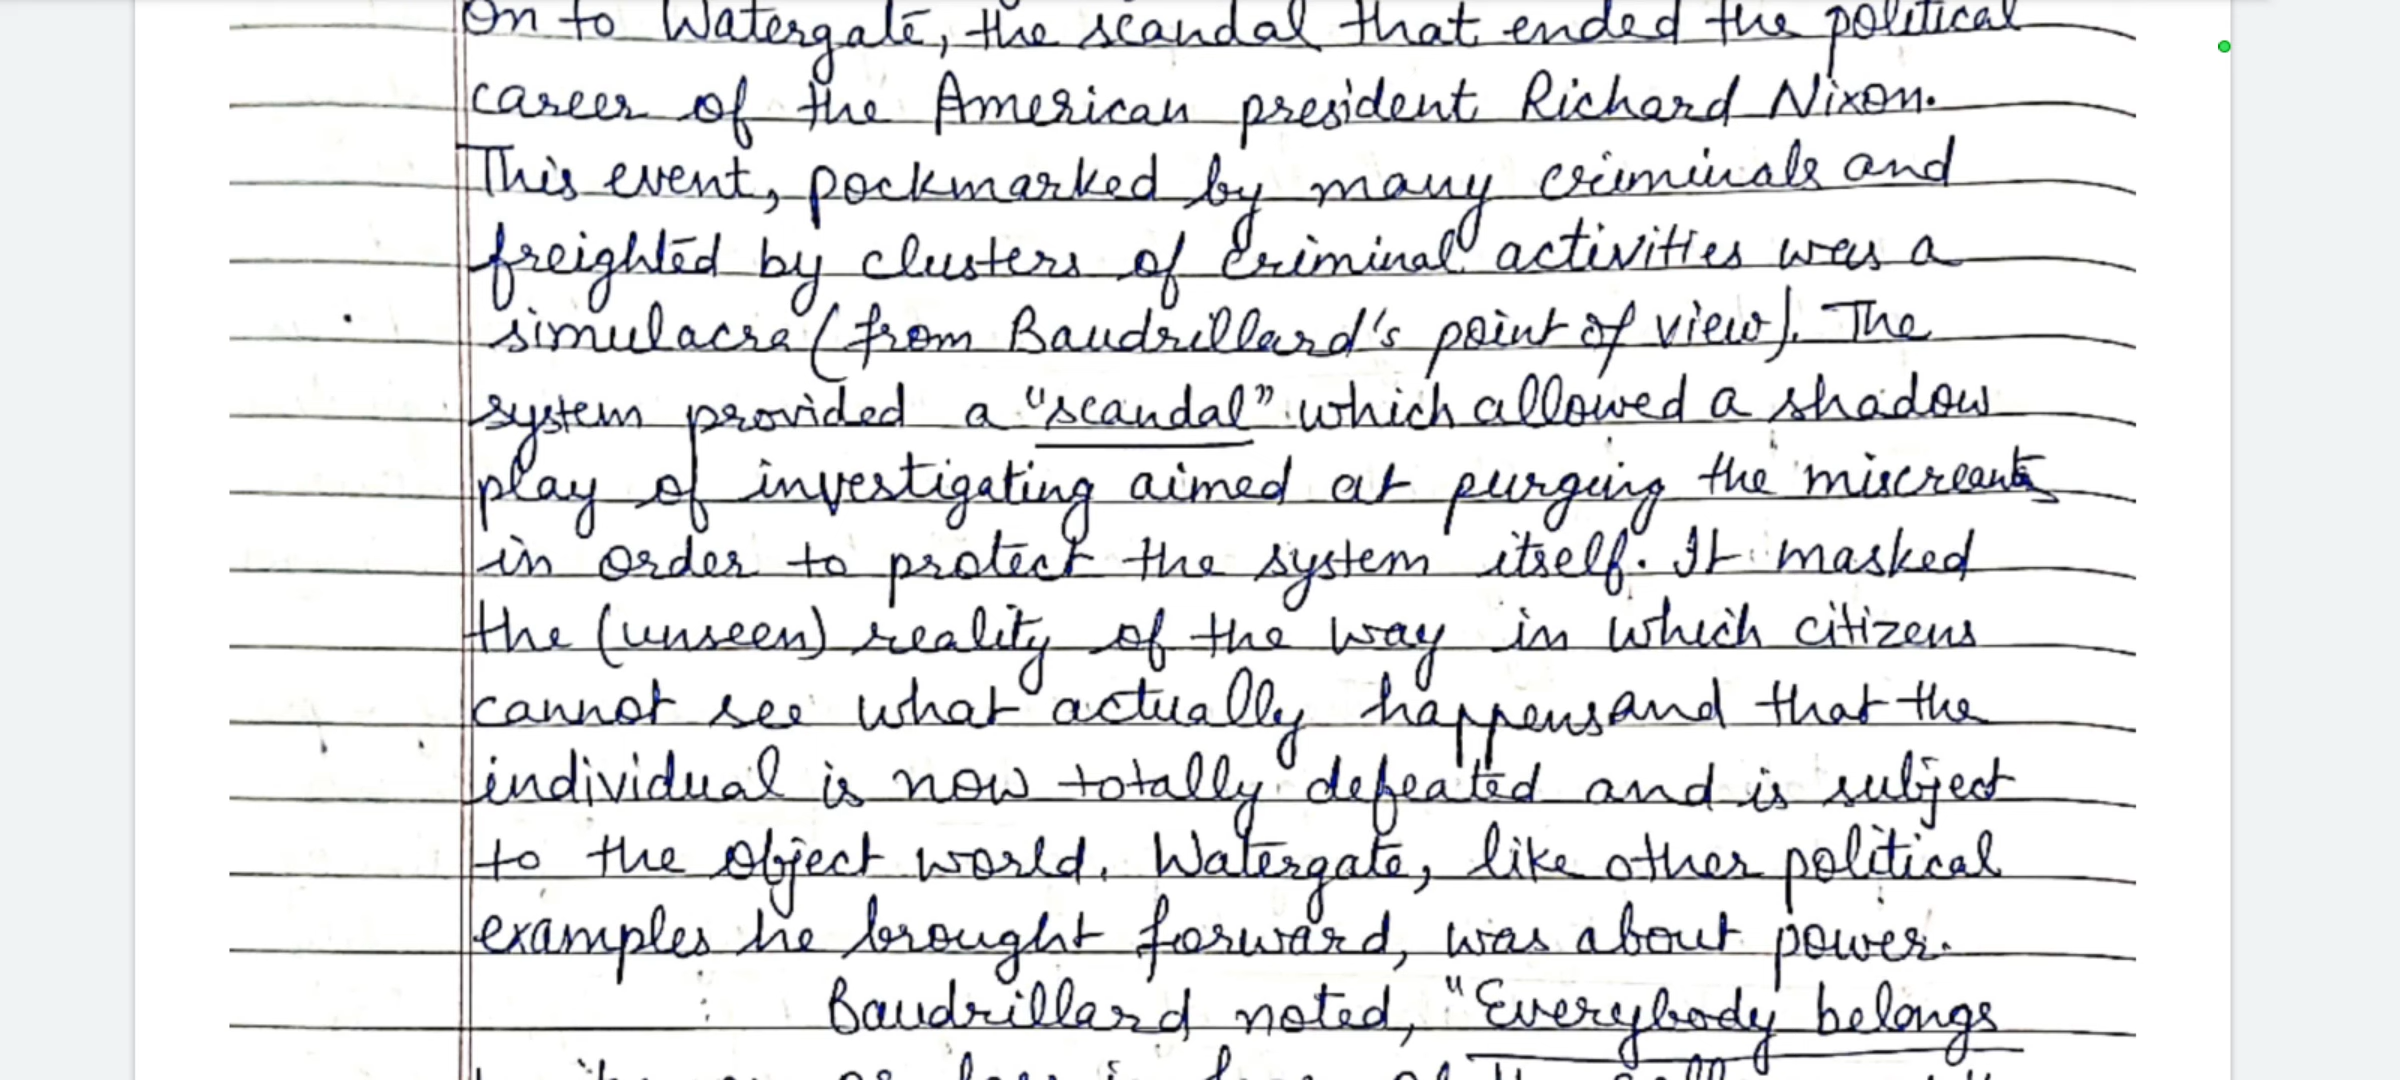 On to Watergate, the scandal that ended the political
career of the American president Richard Nixon.
This event, pockmarked by many criminals and
freighted by clusters of criminal activities was a
simulacra (from Baudrillard's point of view). The
system provided a "scandal" which allowed a shadow
play of investigating aimed at purging the miscreants
in order to protect the system itself. It masked
the (unseen) reality of the way in which citizens
cannot see what actually happens and that the
individual is now totally defeated and is subject
to the object world. Watergate, like other political
examples he brought forward, was about power.
Baudrillard noted, "Everybody belongs